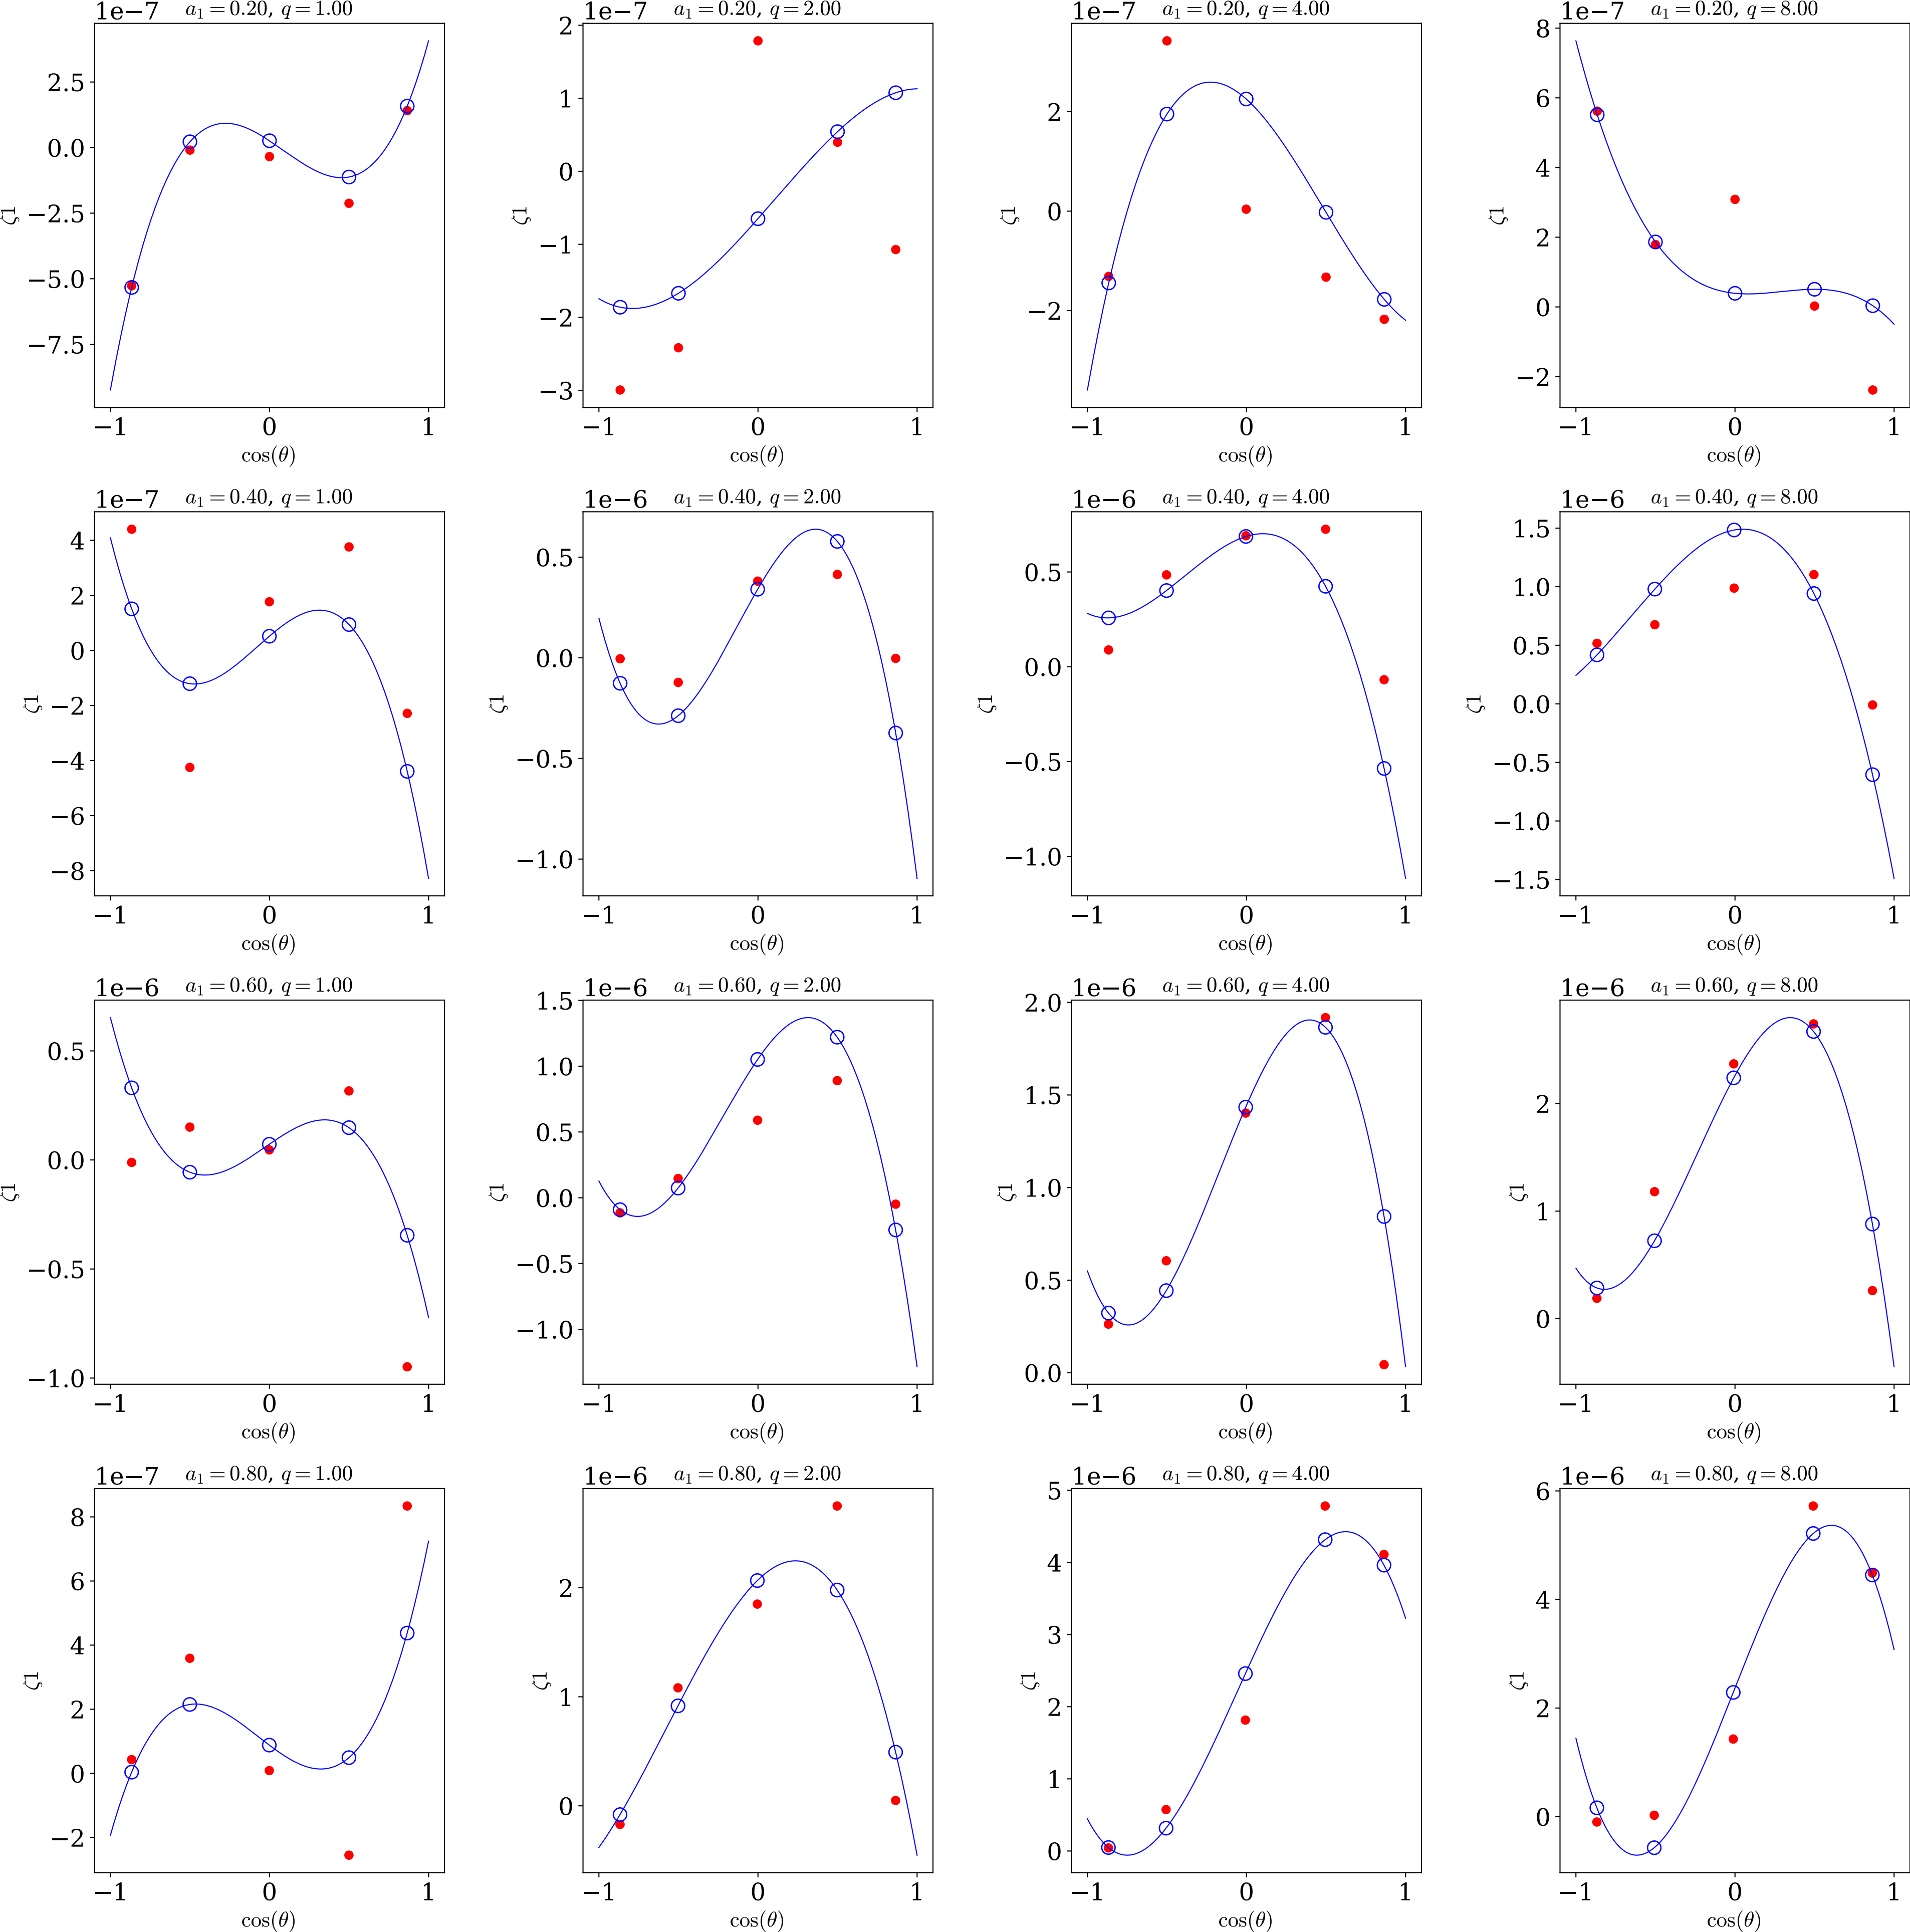 1e−7 a₁ = 0.20, q = 1.00
2.5
0.0
−2.5
−5.0
−7.5
ζ1
−1 0 1
cos(θ)
1e−7 a₁ = 0.20, q = 2.00
2
1
0
−1
−2
−3
ζ1
−1 0 1
cos(θ)
1e−7 a₁ = 0.20, q = 4.00
2
0
−2
ζ1
−1 0 1
cos(θ)
1e−7 a₁ = 0.20, q = 8.00
8
6
4
2
0
−2
ζ1
−1 0 1
cos(θ)
1e−7 a₁ = 0.40, q = 1.00
4
2
0
−2
−4
−6
−8
ζ1
−1 0 1
cos(θ)
1e−6 a₁ = 0.40, q = 2.00
0.5
0.0
−0.5
−1.0
ζ1
−1 0 1
cos(θ)
1e−6 a₁ = 0.40, q = 4.00
0.5
0.0
−0.5
−1.0
ζ1
−1 0 1
cos(θ)
1e−6 a₁ = 0.40, q = 8.00
1.5
1.0
0.5
0.0
−0.5
−1.0
−1.5
ζ1
−1 0 1
cos(θ)
1e−6 a₁ = 0.60, q = 1.00
0.5
0.0
−0.5
−1.0
ζ1
−1 0 1
cos(θ)
1e−6 a₁ = 0.60, q = 2.00
1.5
1.0
0.5
0.0
−0.5
−1.0
ζ1
−1 0 1
cos(θ)
1e−6 a₁ = 0.60, q = 4.00
2.0
1.5
1.0
0.5
0.0
ζ1
−1 0 1
cos(θ)
1e−6 a₁ = 0.60, q = 8.00
2
1
0
ζ1
−1 0 1
cos(θ)
1e−7 a₁ = 0.80, q = 1.00
8
6
4
2
0
−2
ζ1
−1 0 1
cos(θ)
1e−6 a₁ = 0.80, q = 2.00
2
1
0
ζ1
−1 0 1
cos(θ)
1e−6 a₁ = 0.80, q = 4.00
5
4
3
2
1
0
ζ1
−1 0 1
cos(θ)
1e−6 a₁ = 0.80, q = 8.00
6
4
2
0
ζ1
−1 0 1
cos(θ)